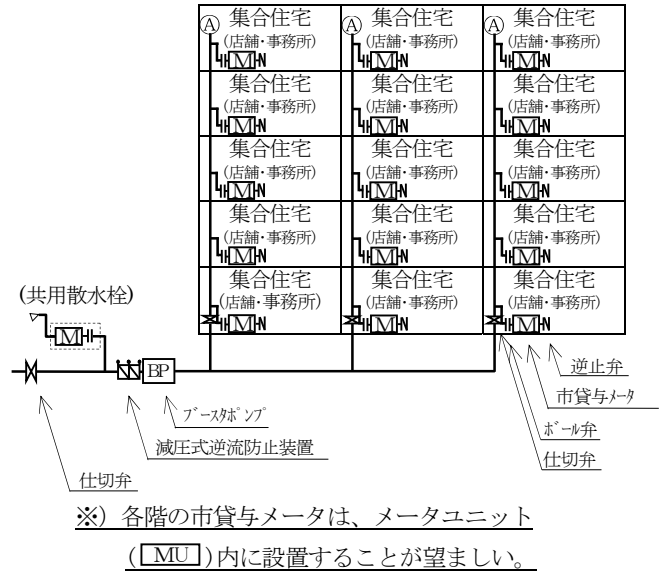 Ⓐ 集合住宅 Ⓐ 集合住宅 Ⓐ 集合住宅
(店舗・事務所) (店舗・事務所) (店舗・事務所)
M N M N M N
集合住宅 集合住宅 集合住宅
(店舗・事務所) (店舗・事務所) (店舗・事務所)
M N M N M N
集合住宅 集合住宅 集合住宅
(店舗・事務所) (店舗・事務所) (店舗・事務所)
M N M N M N
集合住宅 集合住宅 集合住宅
(店舗・事務所) (店舗・事務所) (店舗・事務所)
M N M N M N
集合住宅 集合住宅 集合住宅
(店舗・事務所) (店舗・事務所) (店舗・事務所)
M N M N M N
(共用散水栓)
M
BP
逆止弁
市貸与メータ
ボール弁
仕切弁
ブースタポンプ
減圧式逆流防止装置
仕切弁
※）各階の市貸与メータは、メータユニット
(MU)内に設置することが望ましい。